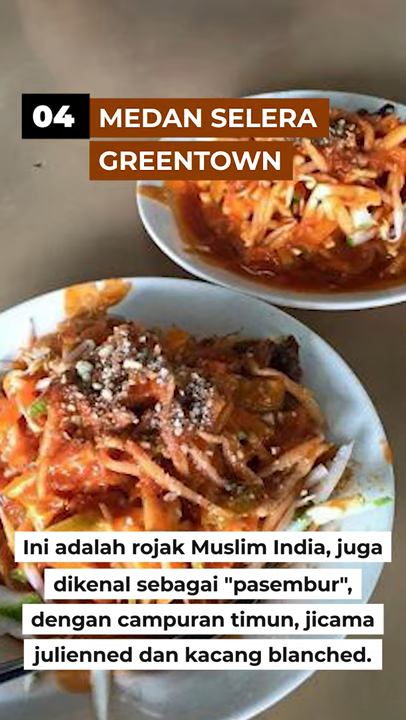 04 MEDAN SELERA
GREENTOWN
Ini adalah rojak Muslim India, juga
dikenal sebagai "pasembur",
dengan campuran timun, jicama
julienned dan kacang blanched.